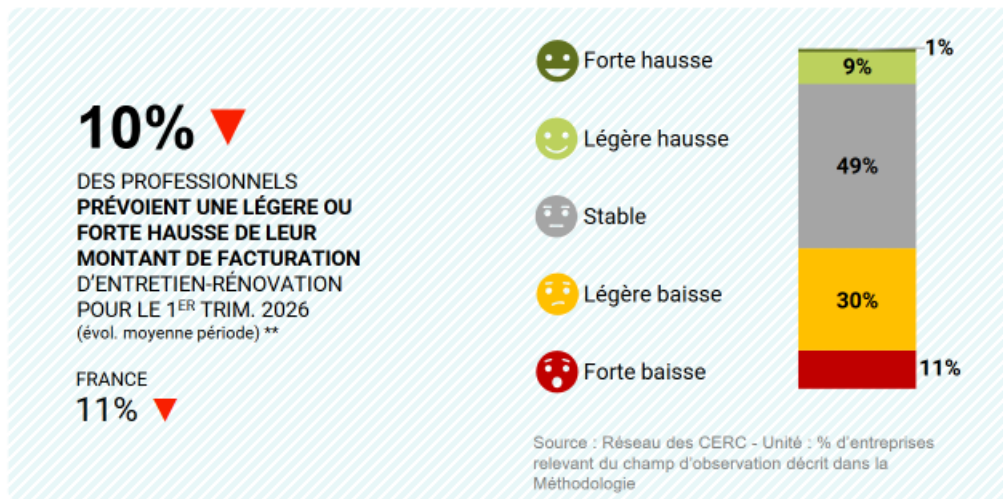 10%
DES PROFESSIONNELS
PRÉVOIENT UNE LÉGERE OU
FORTE HAUSSE DE LEUR
MONTANT DE FACTURATION
D'ENTRETIEN-RÉNOVATION
POUR LE 1ER TRIM. 2026
(évol. moyenne période) **
FRANCE
11%
Forte hausse
Légère hausse
Stable
Légère baisse
Forte baisse
1%
9%
49%
30%
11%
Source : Réseau des CERC - Unité : % d'entreprises
relevant du champ d'observation décrit dans la
Méthodologie